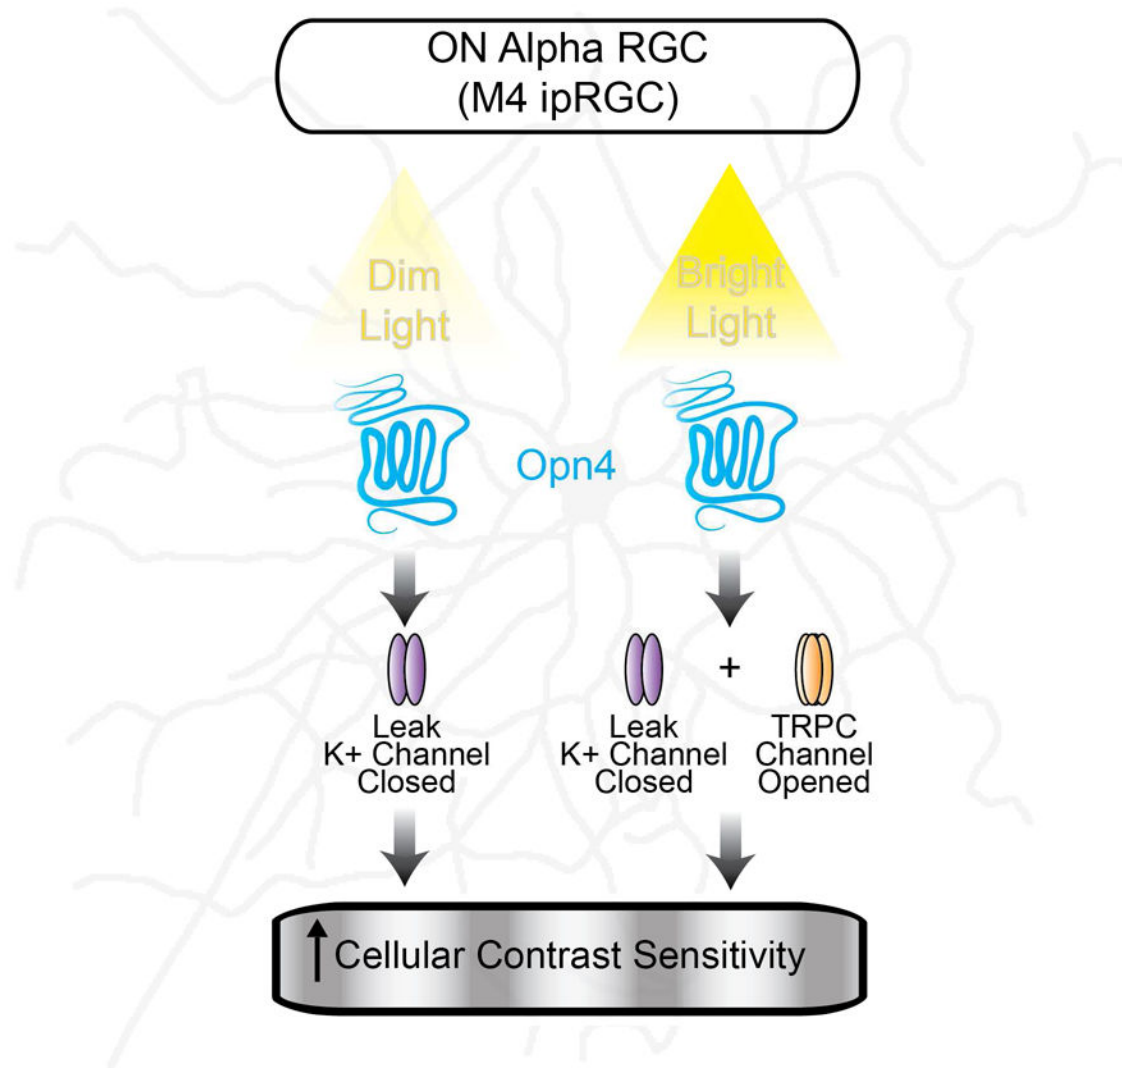 ON Alpha RGC
(M4 ipRGC)
Dim
Light
Bright
Light
Opn4
Leak
K+ Channel
Closed
Leak
K+ Channel
Closed
+
TRPC
Channel
Opened
↑ Cellular Contrast Sensitivity